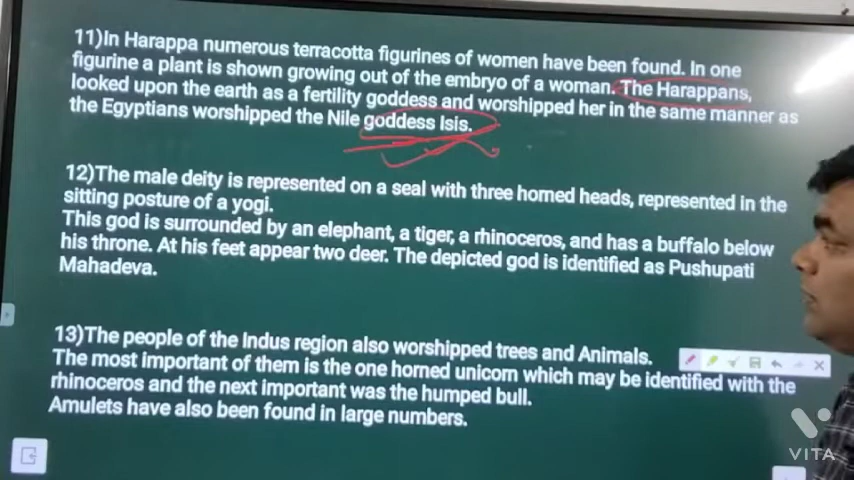 11)In Harappa numerous terracotta figurines of women have been found. In one
figurine a plant is shown growing out of the embryo of a woman. The Harappans,
looked upon the earth as a fertility goddess and worshipped her in the same manner as
the Egyptians worshipped the Nile goddess Isis.
12)The male deity is represented on a seal with three horned heads, represented in the
sitting posture of a yogi.
This god is surrounded by an elephant, a tiger, a rhinoceros, and has a buffalo below
his throne. At his feet appear two deer. The depicted god is identified as Pushupati
Mahadeva.
13)The people of the Indus region also worshipped trees and Animals.
The most important of them is the one horned unicorn which may be identified with the
rhinoceros and the next important was the humped bull.
Amulets have also been found in large numbers.
VITA